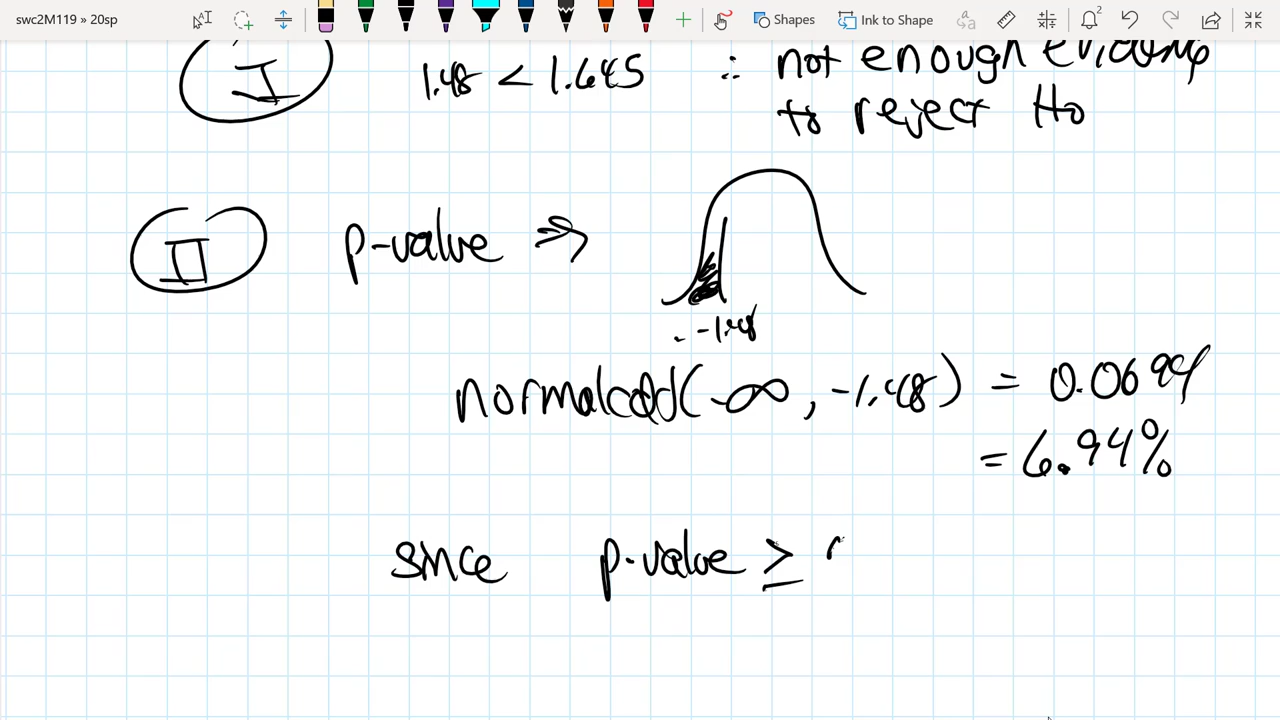 swc2M119 » 20sp
Shapes
Ink to Shape
I
1.48 < 1.645 ∴ not enough evidence
to reject Ho
II p-value ⇒
-1.48
normalcdf(-∞, -1.48) = 0.0694
= 6.94%
since p-value ≥